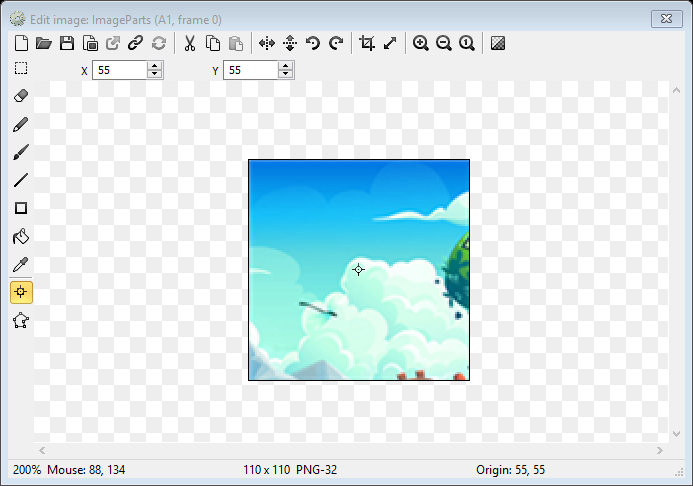 Edit image: ImageParts (A1, frame 0)
X 55 Y 55
200% Mouse: 88, 134 110 x 110 PNG-32 Origin: 55, 55